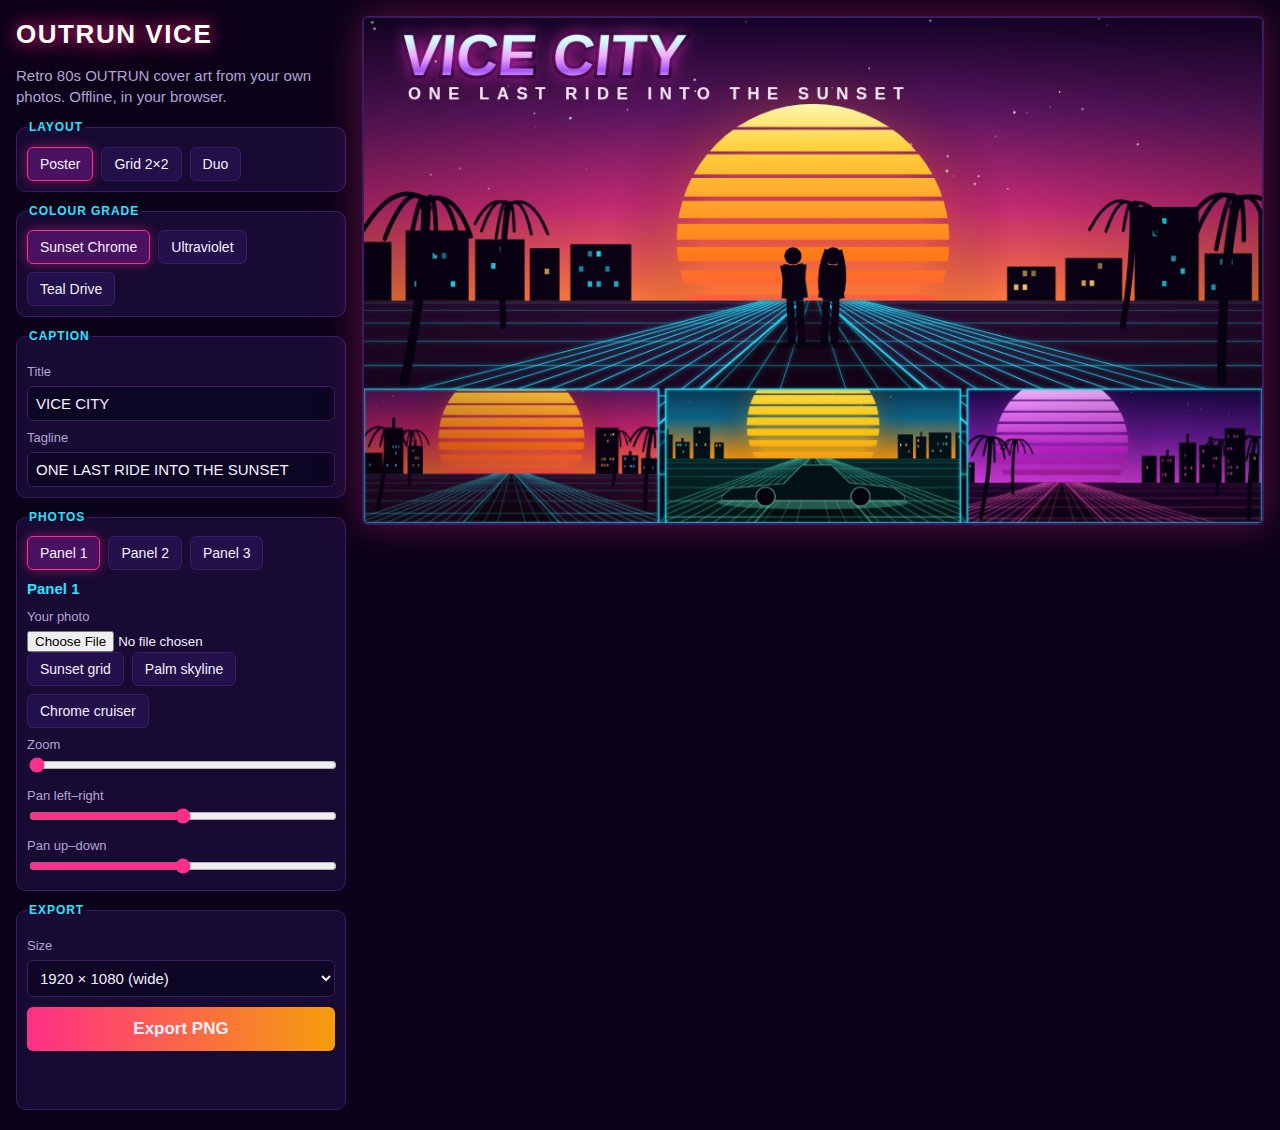 OUTRUN VICE
Retro 80s OUTRUN cover art from your own
photos. Offline, in your browser.
LAYOUT
Poster
Grid 2×2
Duo
COLOUR GRADE
Sunset Chrome
Ultraviolet
Teal Drive
CAPTION
Title
VICE CITY
Tagline
ONE LAST RIDE INTO THE SUNSET
PHOTOS
Panel 1
Panel 2
Panel 3
Panel 1
Your photo
Choose File No file chosen
Sunset grid
Palm skyline
Chrome cruiser
Zoom
Pan left–right
Pan up–down
EXPORT
Size
1920 × 1080 (wide)
Export PNG
VICE CITY
ONE LAST RIDE INTO THE SUNSET